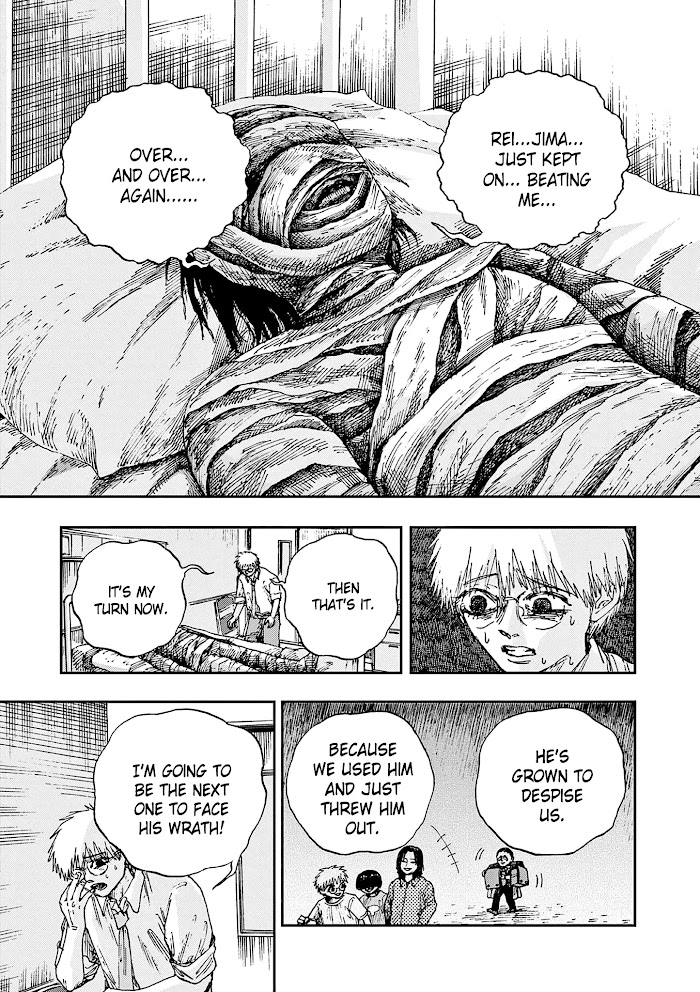 REI...JIMA...
JUST KEPT
ON... BEATING
ME...
OVER...
AND OVER...
AGAIN......
THEN
THAT'S IT.
IT'S MY
TURN NOW.
HE'S
GROWN TO
DESPISE
US.
BECAUSE
WE USED HIM
AND JUST
THREW HIM
OUT.
I'M GOING TO
BE THE NEXT
ONE TO FACE
HIS WRATH!